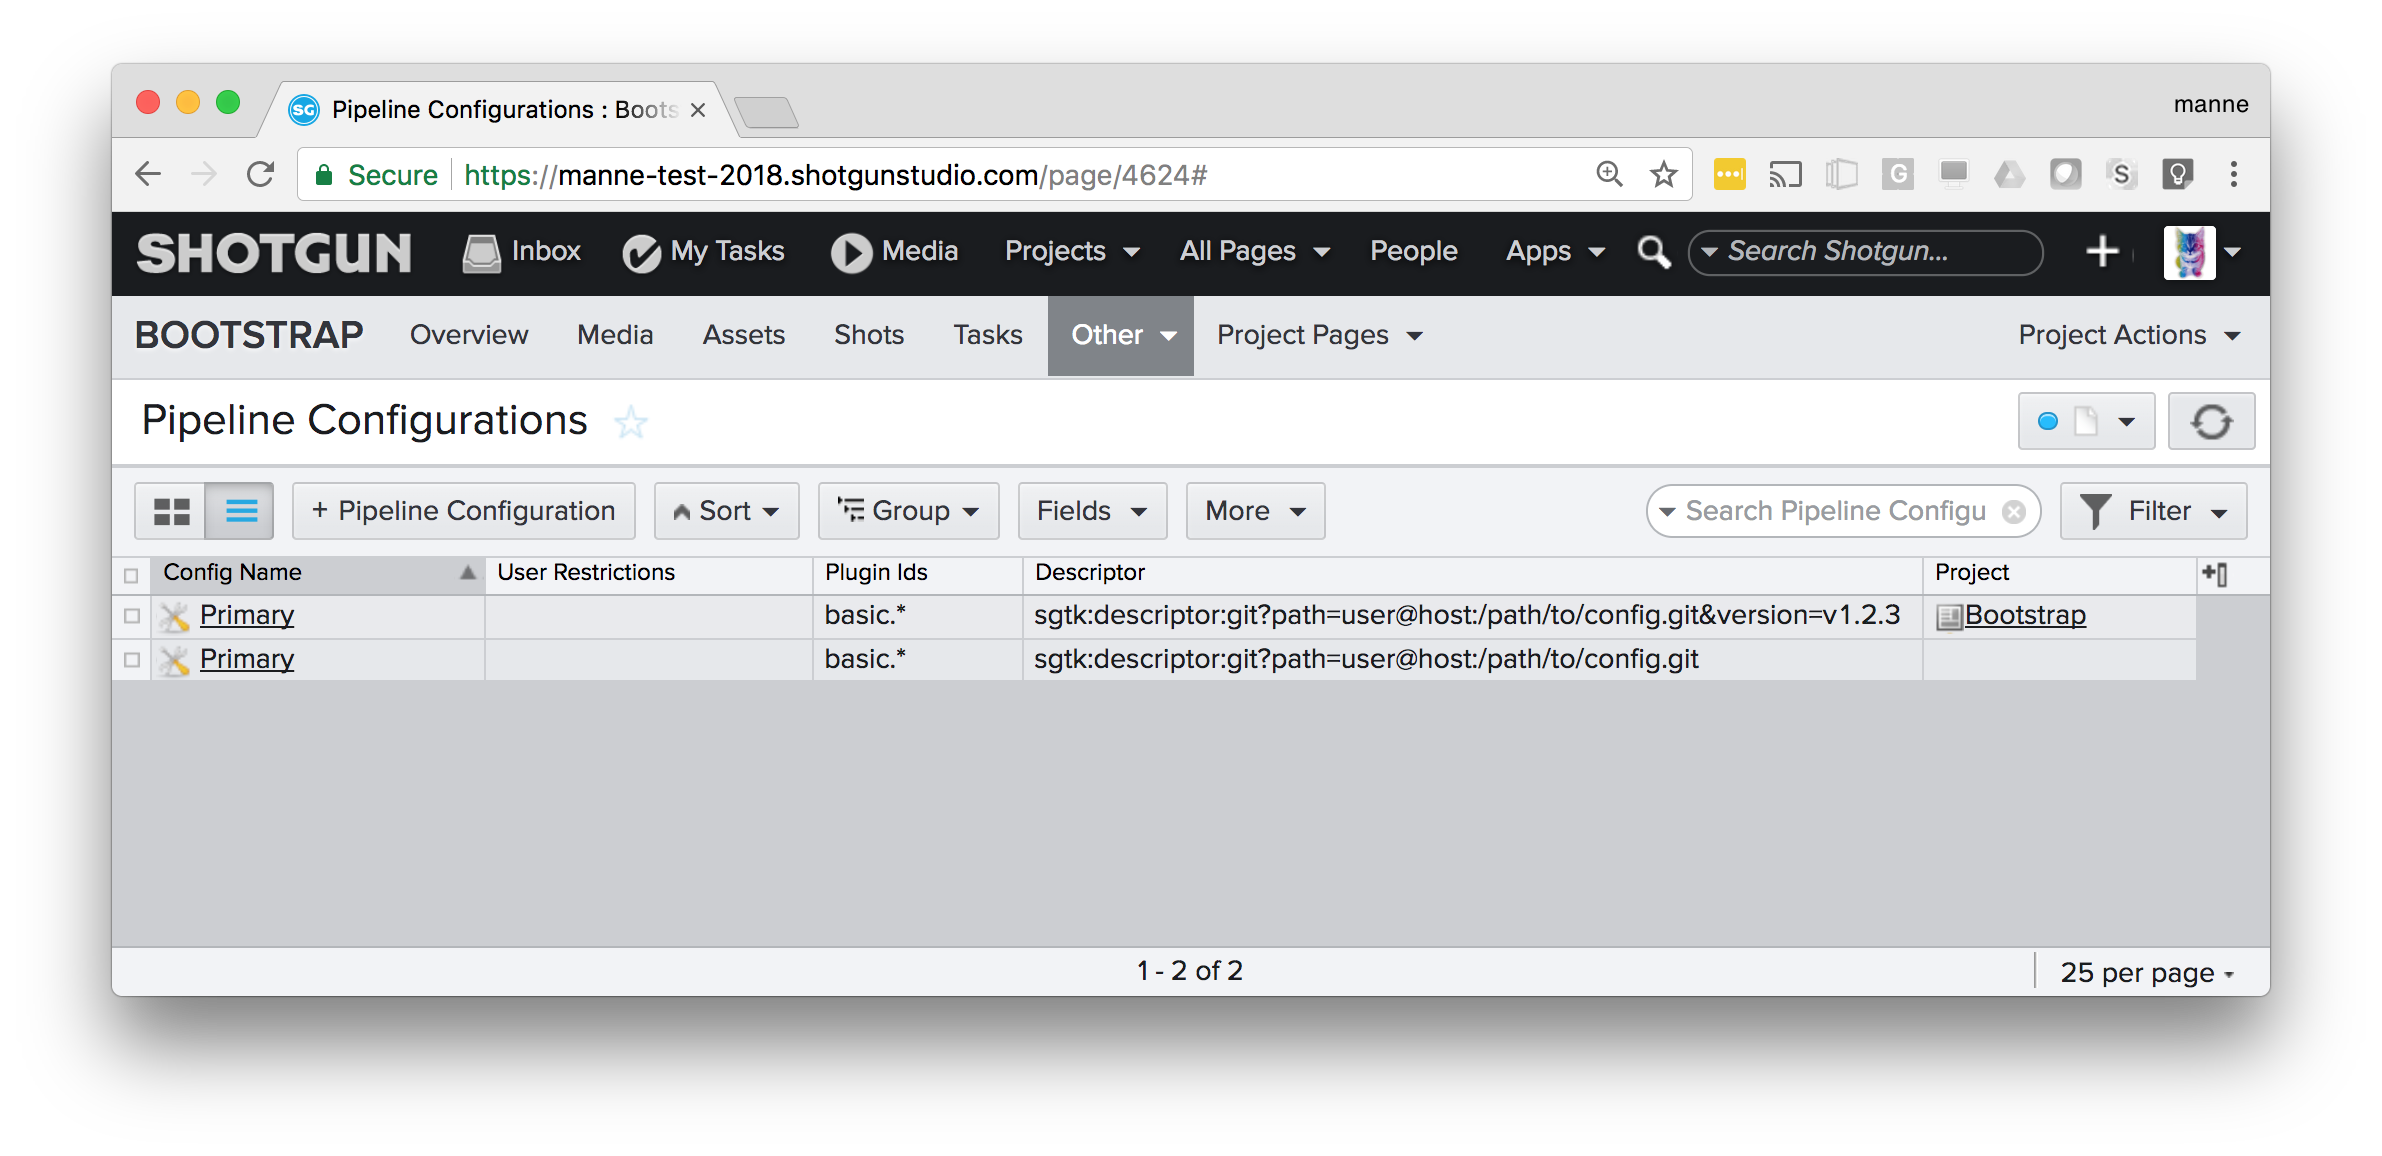 Pipeline Configurations : Boots
manne
Secure https://manne-test-2018.shotgunstudio.com/page/4624#
SHOTGUN Inbox My Tasks Media Projects All Pages People Apps Search Shotgun...
BOOTSTRAP Overview Media Assets Shots Tasks Other Project Pages Project Actions
Pipeline Configurations
+ Pipeline Configuration Sort Group Fields More Search Pipeline Configu Filter
Config Name User Restrictions Plugin Ids Descriptor Project
Primary basic.* sgtk:descriptor:git?path=user@host:/path/to/config.git&version=v1.2.3 Bootstrap
Primary basic.* sgtk:descriptor:git?path=user@host:/path/to/config.git
1 - 2 of 2 25 per page